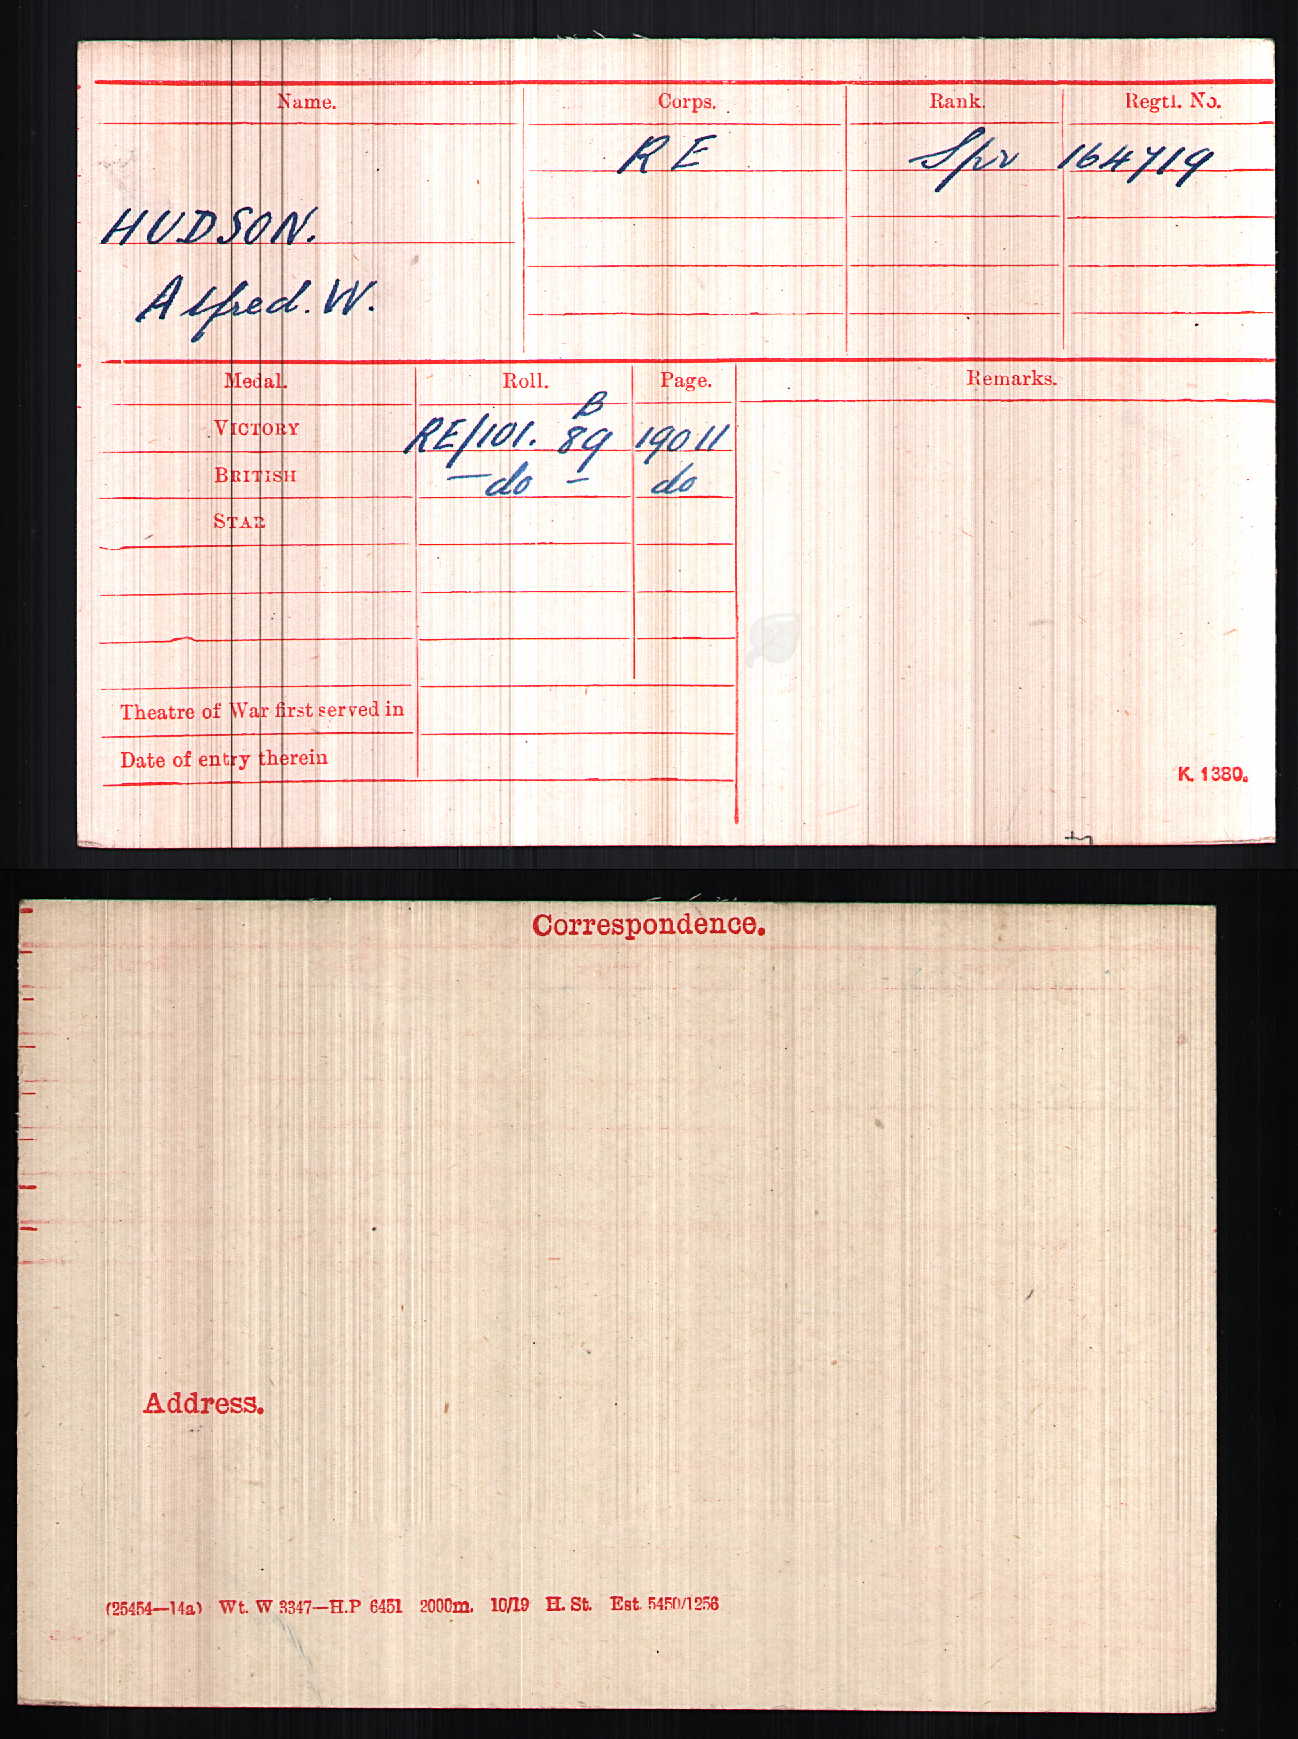 Name. Corps. Rank. Regtl. No.
RE Spr 164719
HUDSON.
Alfred. W.
Medal. Roll. Page. Remarks.
B
VICTORY RE/101. 89 19011
BRITISH —do — do
STAR
Theatre of War first served in
Date of entry therein
K. 1380.
Correspondence.
Address.
(25454—14a) Wt. W 3347—H.P 6451 2000m. 10/19 H. St. Est. 5450/1256